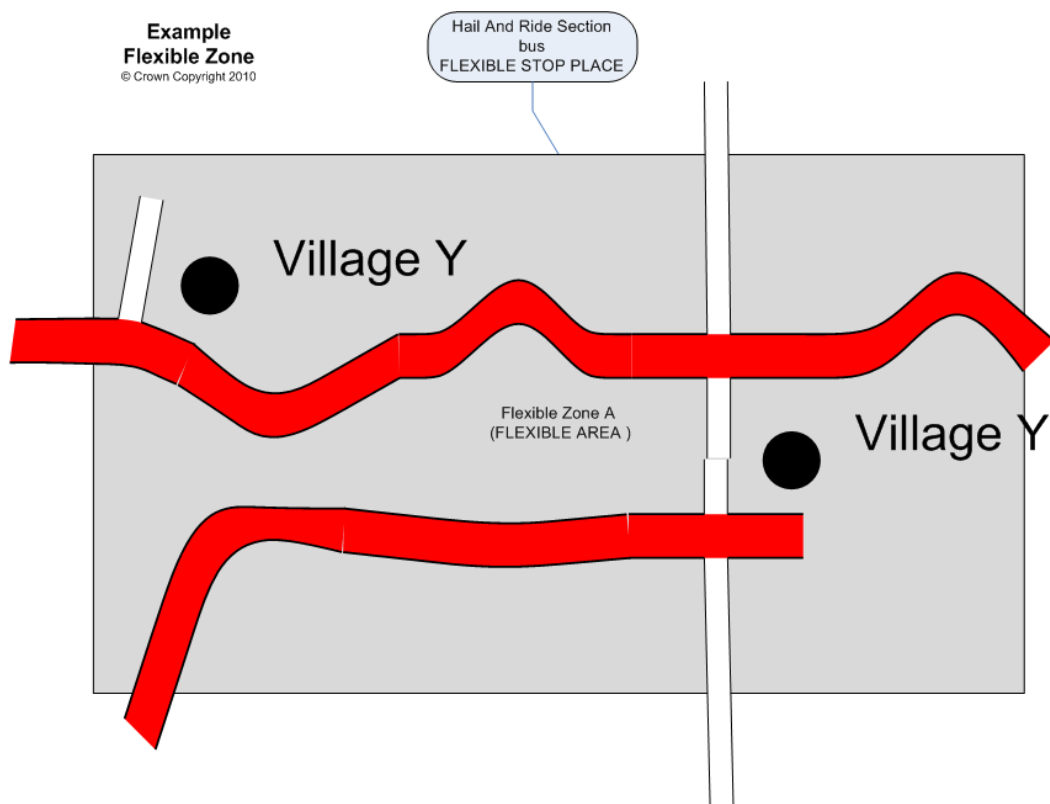 Example
Flexible Zone
© Crown Copyright 2010
Hail And Ride Section
bus
FLEXIBLE STOP PLACE
Village Y
Flexible Zone A
(FLEXIBLE AREA )
Village Y